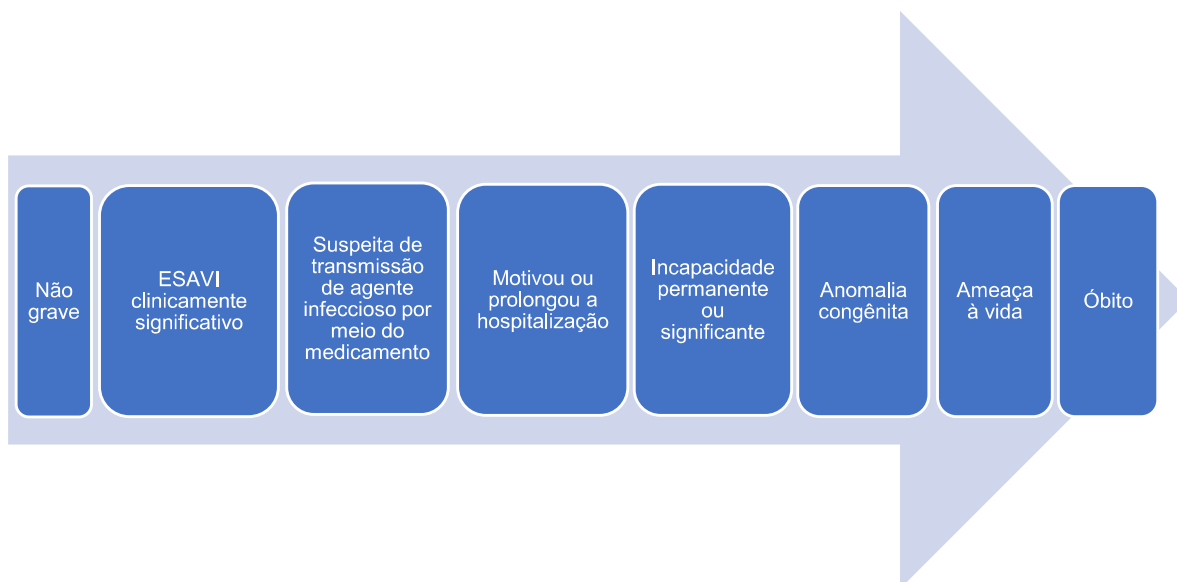 Não
grave
ESAVI
clinicamente
significativo
Suspeita de
transmissão
de agente
infeccioso por
meio do
medicamento
Motivou ou
prolongou a
hospitalização
Incapacidade
permanente
ou
significante
Anomalia
congênita
Ameaça
à vida
Óbito